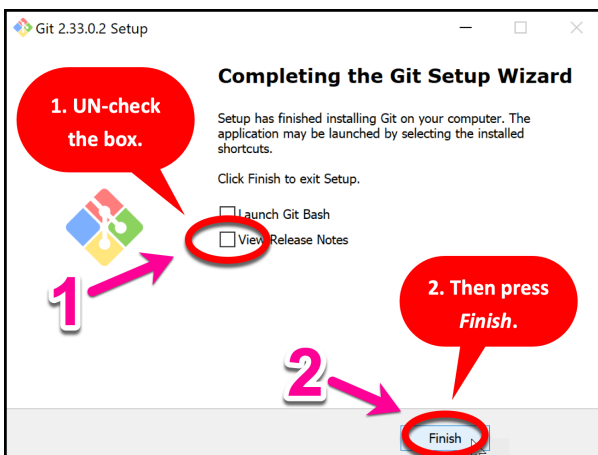 Git 2.33.0.2 Setup
Completing the Git Setup Wizard
1. UN-check
the box.
Setup has finished installing Git on your computer. The
application may be launched by selecting the installed
shortcuts.
Click Finish to exit Setup.
Launch Git Bash
View Release Notes
1
2. Then press
Finish.
2
Finish